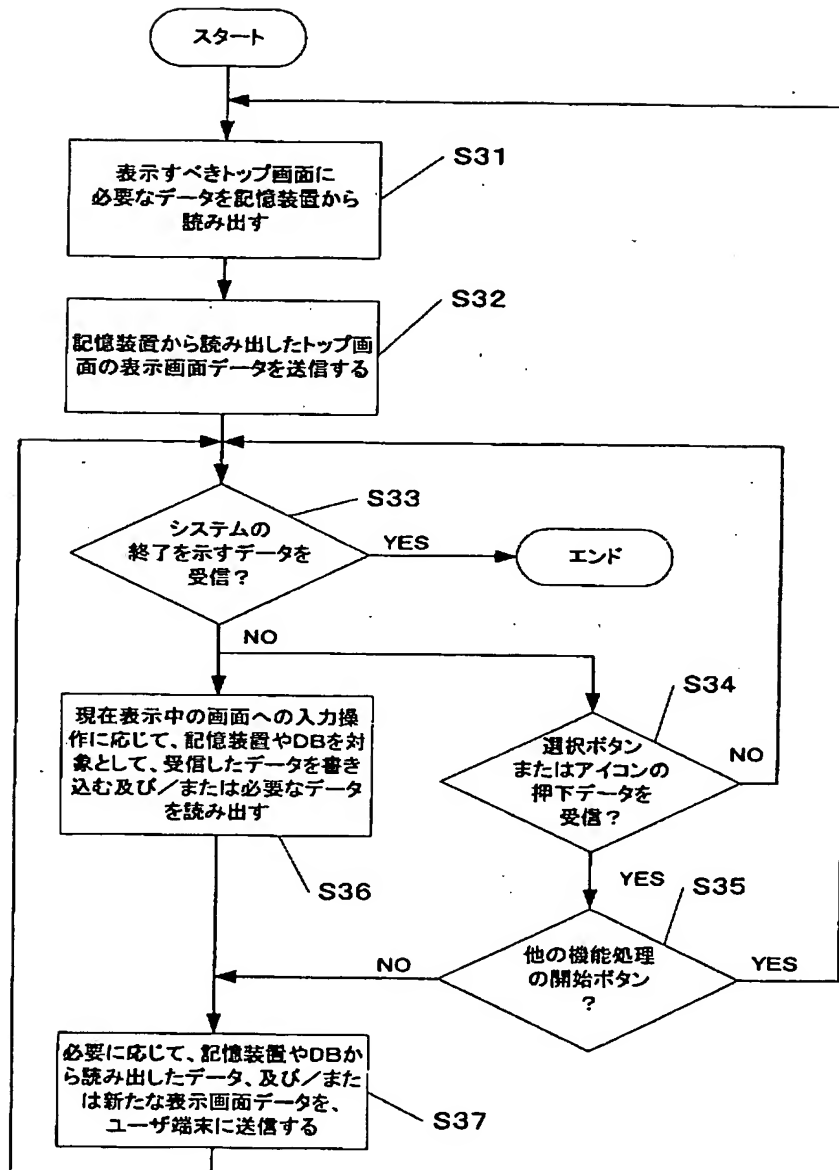 スタート
S31
表示すべきトップ画面に
必要なデータを記憶装置から
読み出す
S32
記憶装置から読み出したトップ画
面の表示画面データを送信する
S33
システムの
終了を示すデータを
受信？
YES
エンド
NO
S34
現在表示中の画面への入力操
作に応じて、記憶装置やDBを対
象として、受信したデータを書き
込む及び／または必要なデータ
を読み出す
選択ボタン
またはアイコンの
押下データを
受信？
NO
S36
YES
S35
他の機能処理
の開始ボタン
？
NO
YES
必要に応じて、記憶装置やDBか
ら読み出したデータ、及び／また
は新たな表示画面データを、
ユーザ端末に送信する
S37